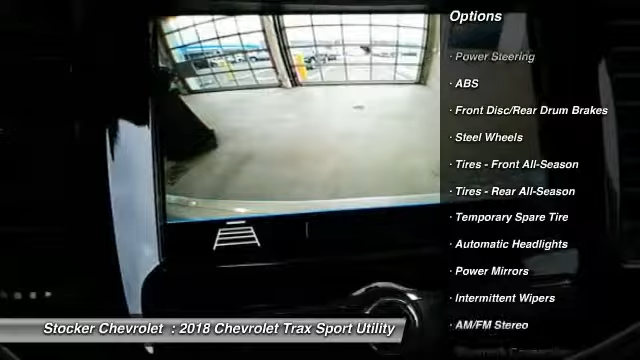 Options
· Power Steering
· ABS
· Front Disc/Rear Drum Brakes
· Steel Wheels
· Tires - Front All-Season
· Tires - Rear All-Season
· Temporary Spare Tire
· Automatic Headlights
· Power Mirrors
· Intermittent Wipers
· AM/FM Stereo
Stocker Chevrolet : 2018 Chevrolet Trax Sport Utility